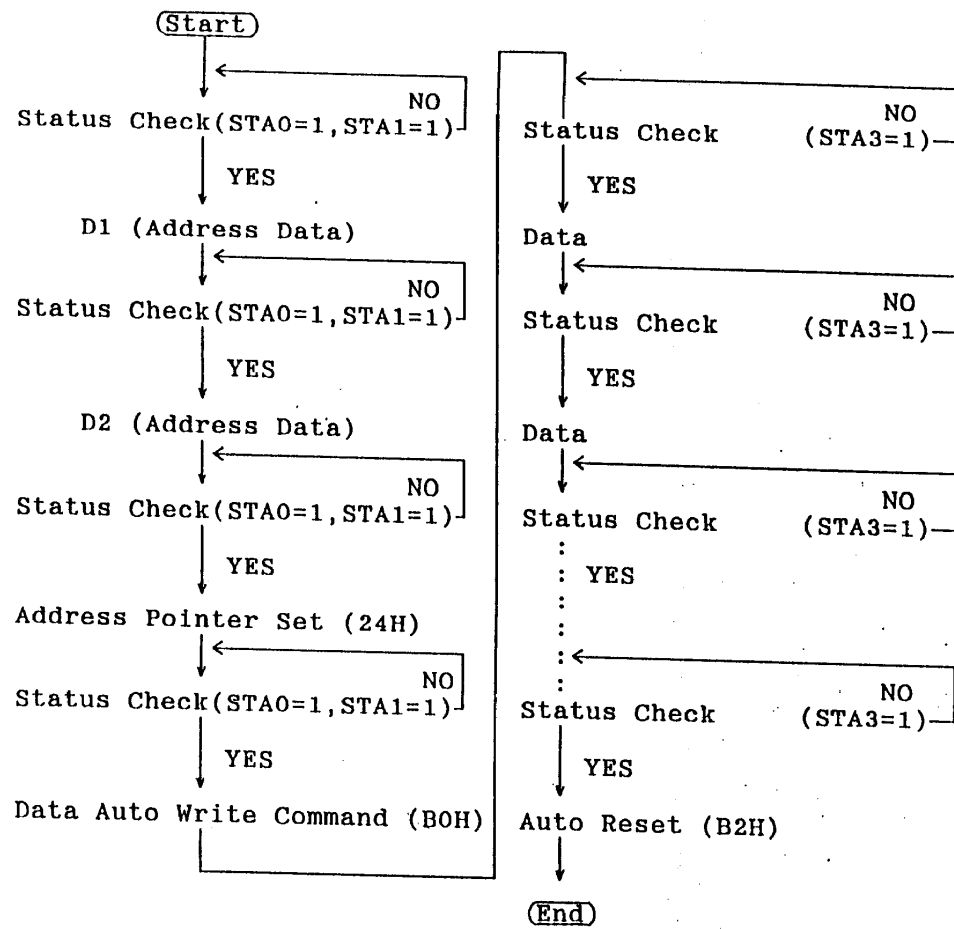 Start
NO
Status Check(STA0=1,STA1=1)
YES
D1 (Address Data)
NO
Status Check(STA0=1,STA1=1)
YES
D2 (Address Data)
NO
Status Check(STA0=1,STA1=1)
YES
Address Pointer Set (24H)
NO
Status Check(STA0=1,STA1=1)
YES
Data Auto Write Command (B0H)
NO
Status Check (STA3=1)
YES
Data
NO
Status Check (STA3=1)
YES
Data
NO
Status Check (STA3=1)
YES
NO
Status Check (STA3=1)
YES
Auto Reset (B2H)
End